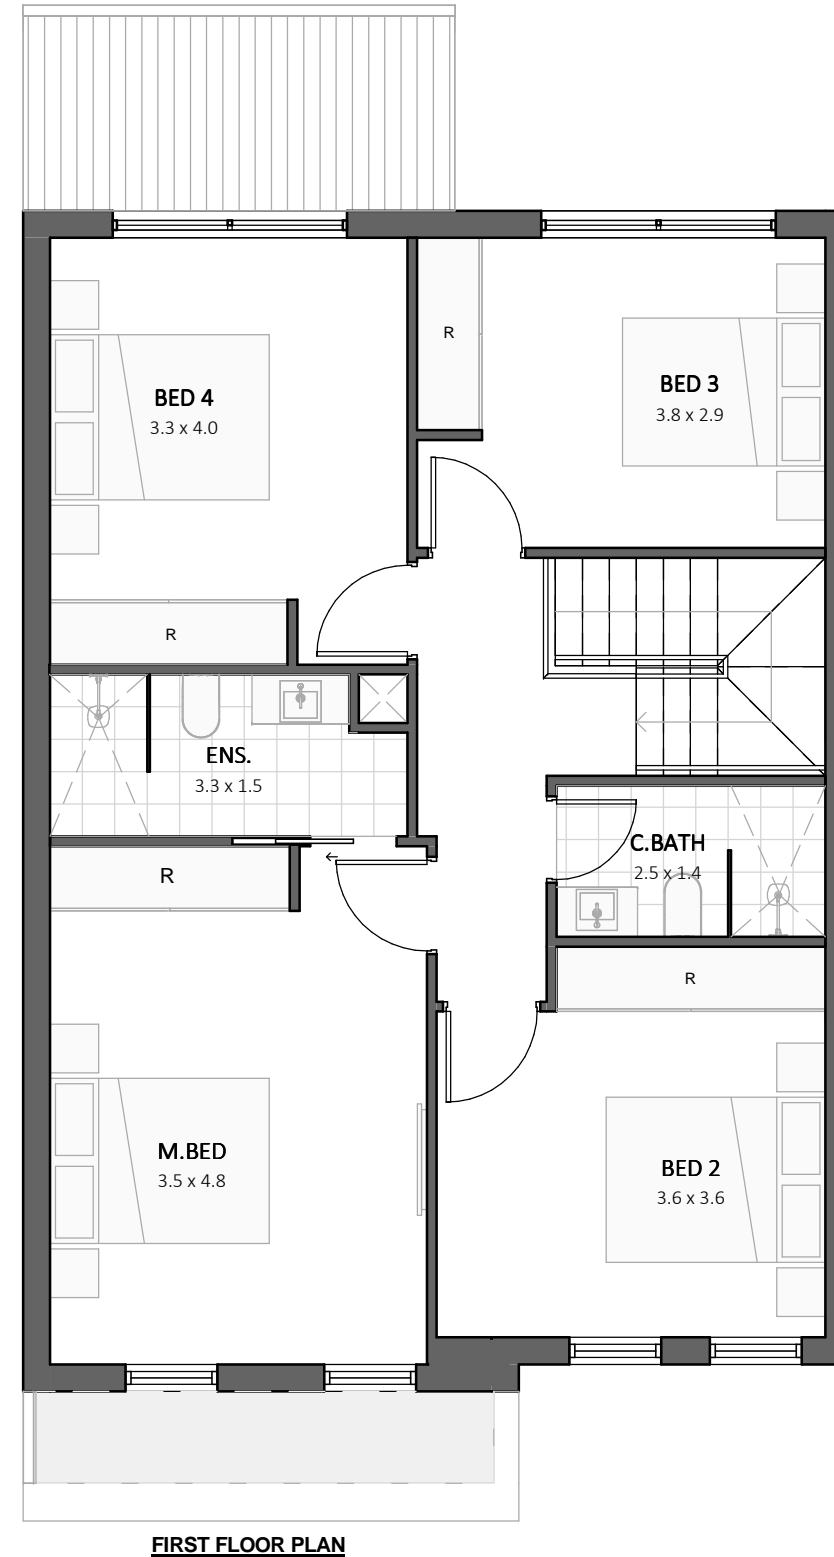 R
BED 3
3.8 x 2.9
BED 4
3.3 x 4.0
R
ENS.
3.3 x 1.5
C.BATH
2.5 x 1.4
R
R
M.BED
3.5 x 4.8
BED 2
3.6 x 3.6
FIRST FLOOR PLAN